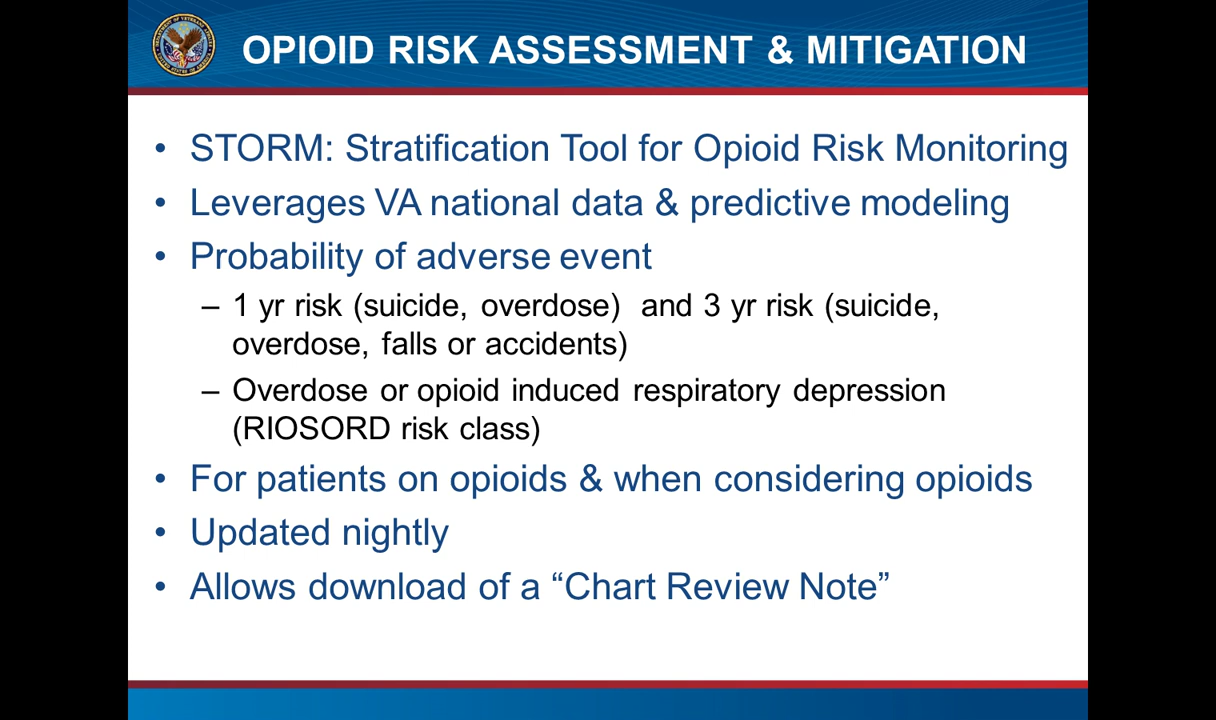 OPIOID RISK ASSESSMENT & MITIGATION
• STORM: Stratification Tool for Opioid Risk Monitoring
• Leverages VA national data & predictive modeling
• Probability of adverse event
– 1 yr risk (suicide, overdose) and 3 yr risk (suicide,
overdose, falls or accidents)
– Overdose or opioid induced respiratory depression
(RIOSORD risk class)
• For patients on opioids & when considering opioids
• Updated nightly
• Allows download of a “Chart Review Note”